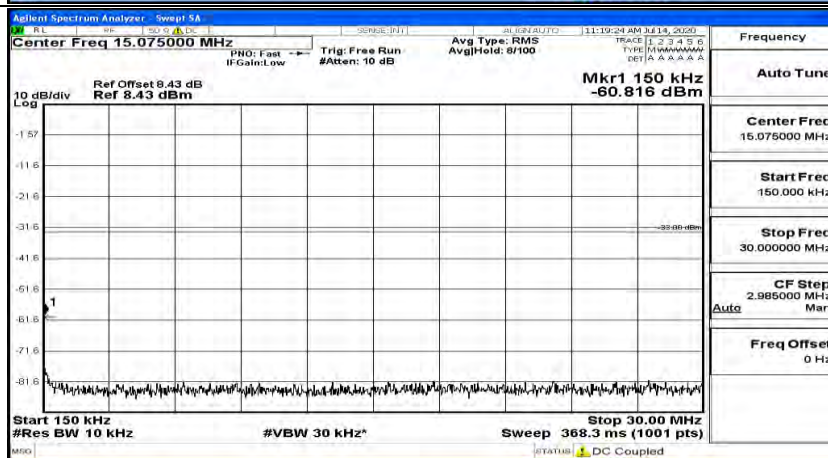 Agilent Spectrum Analyzer - Swept SA
RL RF 50 Ω DC SENSE:INT ALIGN AUTO 11:19:24 AM Jul 14, 2020
Center Freq 15.075000 MHz
PNO: Fast
IFGain:Low
Trig: Free Run
#Atten: 10 dB
Avg Type: RMS
Avg|Hold: 8/100
TRACE 1 2 3 4 5 6
TYPE MWWWWW
DET A A A A A A
Mkr1 150 kHz
-60.816 dBm
Ref Offset 8.43 dB
10 dB/div Ref 8.43 dBm
Log
-1.57
-11.6
-21.6
-31.6
-33.00 dBm
-41.6
-51.6
1
-61.6
-71.6
-81.6
Start 150 kHz
Stop 30.00 MHz
#Res BW 10 kHz
#VBW 30 kHz*
Sweep 368.3 ms (1001 pts)
MSG
STATUS DC Coupled
Frequency
Auto Tune
Center Freq
15.075000 MHz
Start Freq
150.000 kHz
Stop Freq
30.000000 MHz
CF Step
2.985000 MHz
Auto Man
Freq Offset
0 Hz